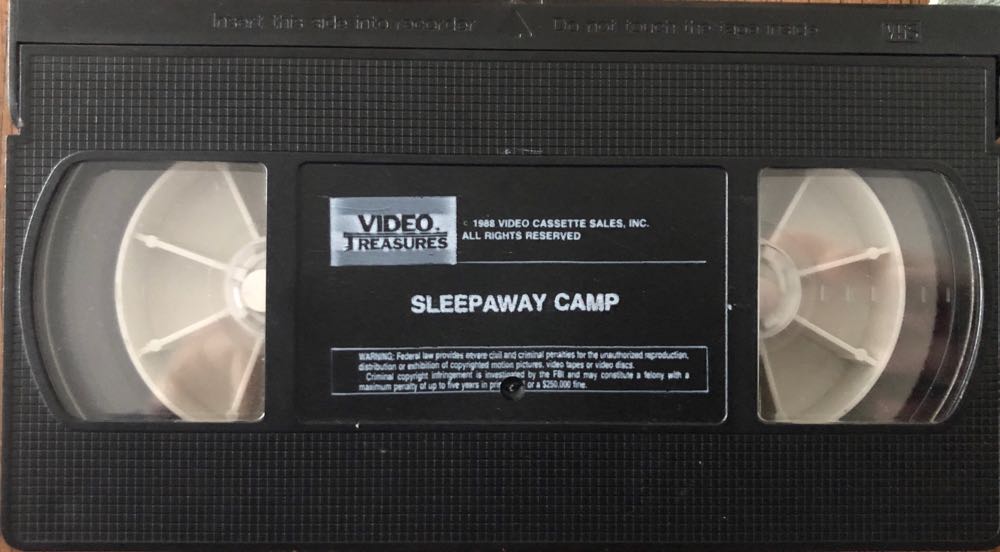 Insert this side into recorder Do not touch the tape inside VHS
VIDEO
TREASURES
© 1988 VIDEO CASSETTE SALES, INC.
ALL RIGHTS RESERVED
SLEEPAWAY CAMP
WARNING: Federal law provides severe civil and criminal penalties for the unauthorized reproduction,
distribution or exhibition of copyrighted motion pictures, video tapes or video discs.
Criminal copyright infringement is investigated by the FBI and may constitute a felony with a
maximum penalty of up to five years in or a $250,000 fine.